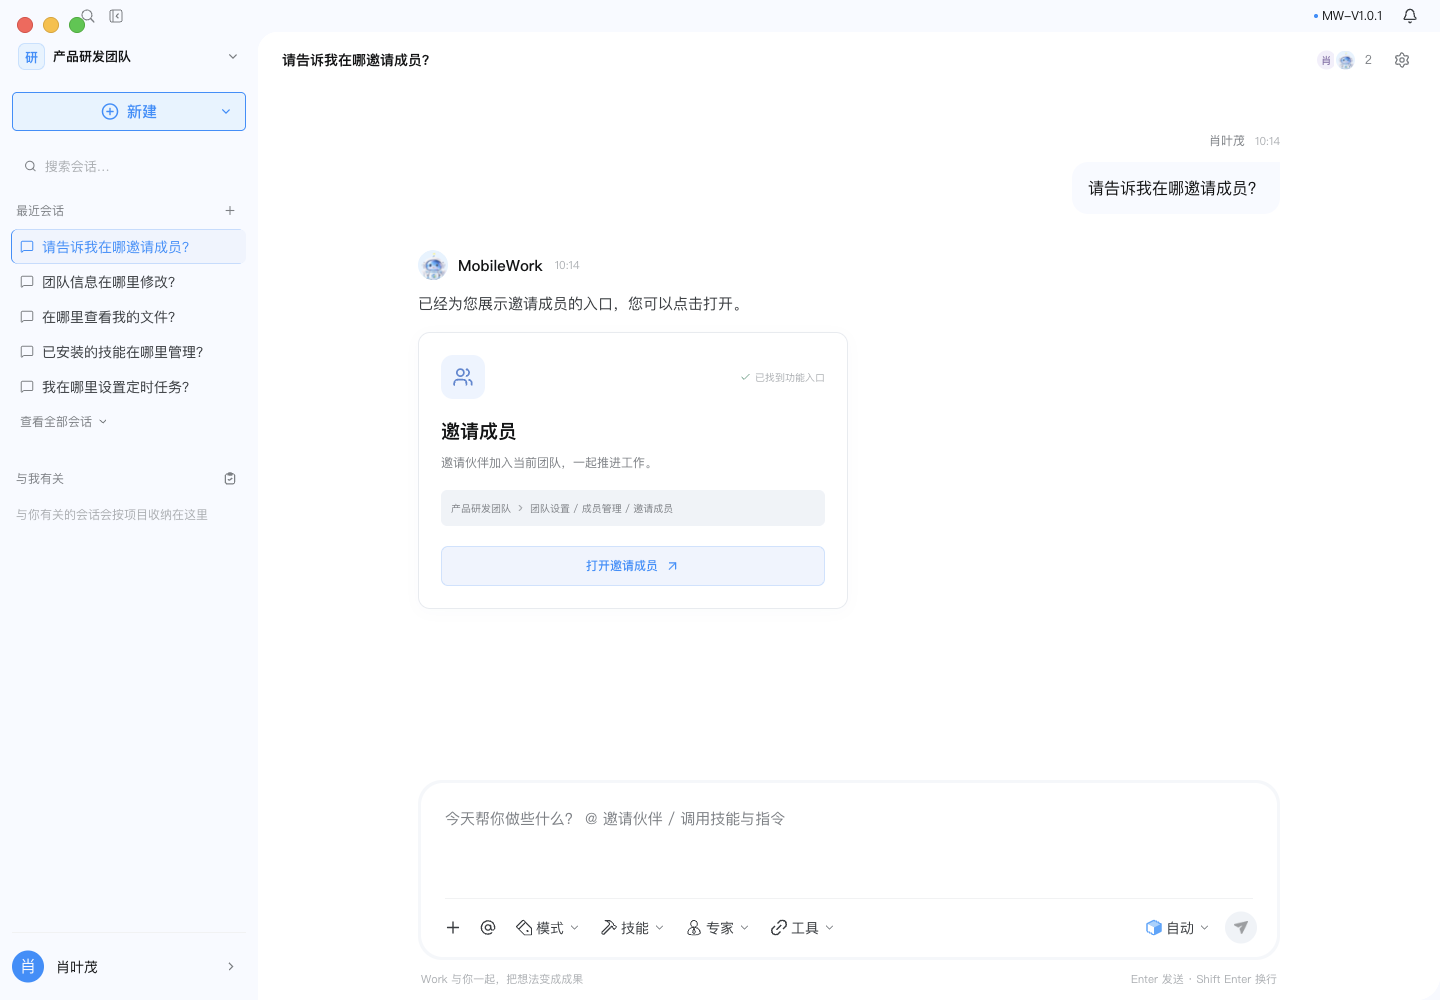 MW-V1.0.1
研 产品研发团队
请告诉我在哪邀请成员?
肖 2
新建
肖叶茂 10:14
搜索会话...
请告诉我在哪邀请成员?
最近会话
请告诉我在哪邀请成员?
团队信息在哪里修改?
在哪里查看我的文件?
已安装的技能在哪里管理?
我在哪里设置定时任务?
查看全部会话
与我有关
与你有关的会话会按项目收纳在这里
MobileWork 10:14
已经为您展示邀请成员的入口，您可以点击打开。
已找到功能入口
邀请成员
邀请伙伴加入当前团队，一起推进工作。
产品研发团队 > 团队设置 / 成员管理 / 邀请成员
打开邀请成员
今天帮你做些什么? @ 邀请伙伴 / 调用技能与指令
模式 技能 专家 工具 自动
肖 肖叶茂
Work 与你一起，把想法变成成果
Enter 发送 · Shift Enter 换行